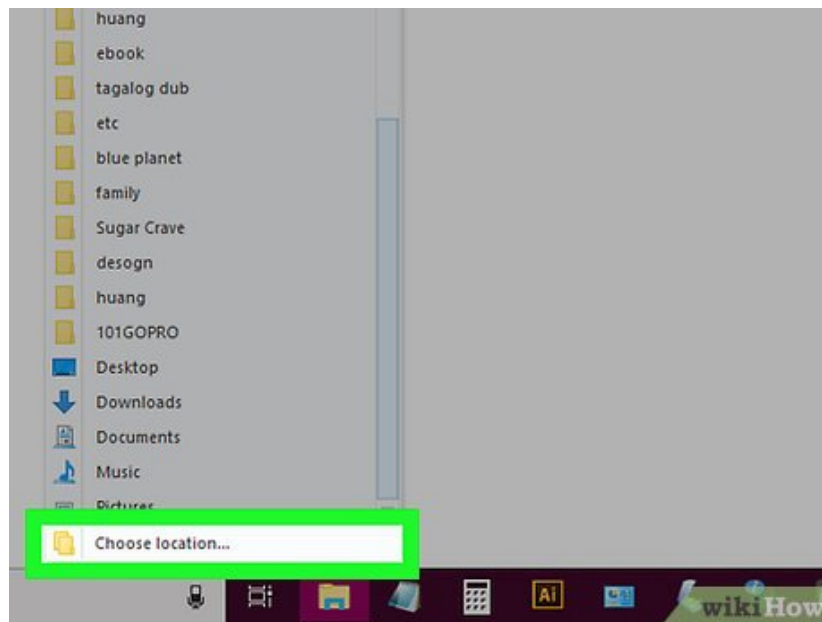 huang
ebook
tagalog dub
etc
blue planet
family
Sugar Crave
desogn
huang
101GOPRO
Desktop
Downloads
Documents
Music
Pictures
Choose location...
Ai
wikiHow